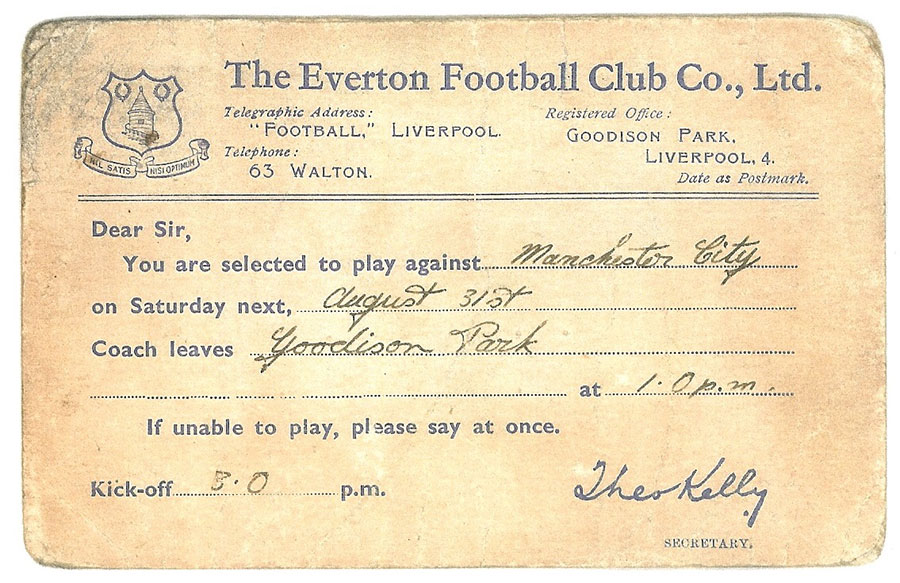 The Everton Football Club Co., Ltd.
Telegraphic Address:
"FOOTBALL," LIVERPOOL.
Telephone:
63 WALTON.
Registered Office:
GOODISON PARK,
LIVERPOOL, 4.
Date as Postmark.
NIL SATIS NISI OPTIMUM
Dear Sir,
You are selected to play against Manchester City
on Saturday next, August 31st
Coach leaves Goodison Park
at 1.0 p.m.
If unable to play, please say at once.
Kick-off 3.0 p.m.
Theo Kelly
SECRETARY.